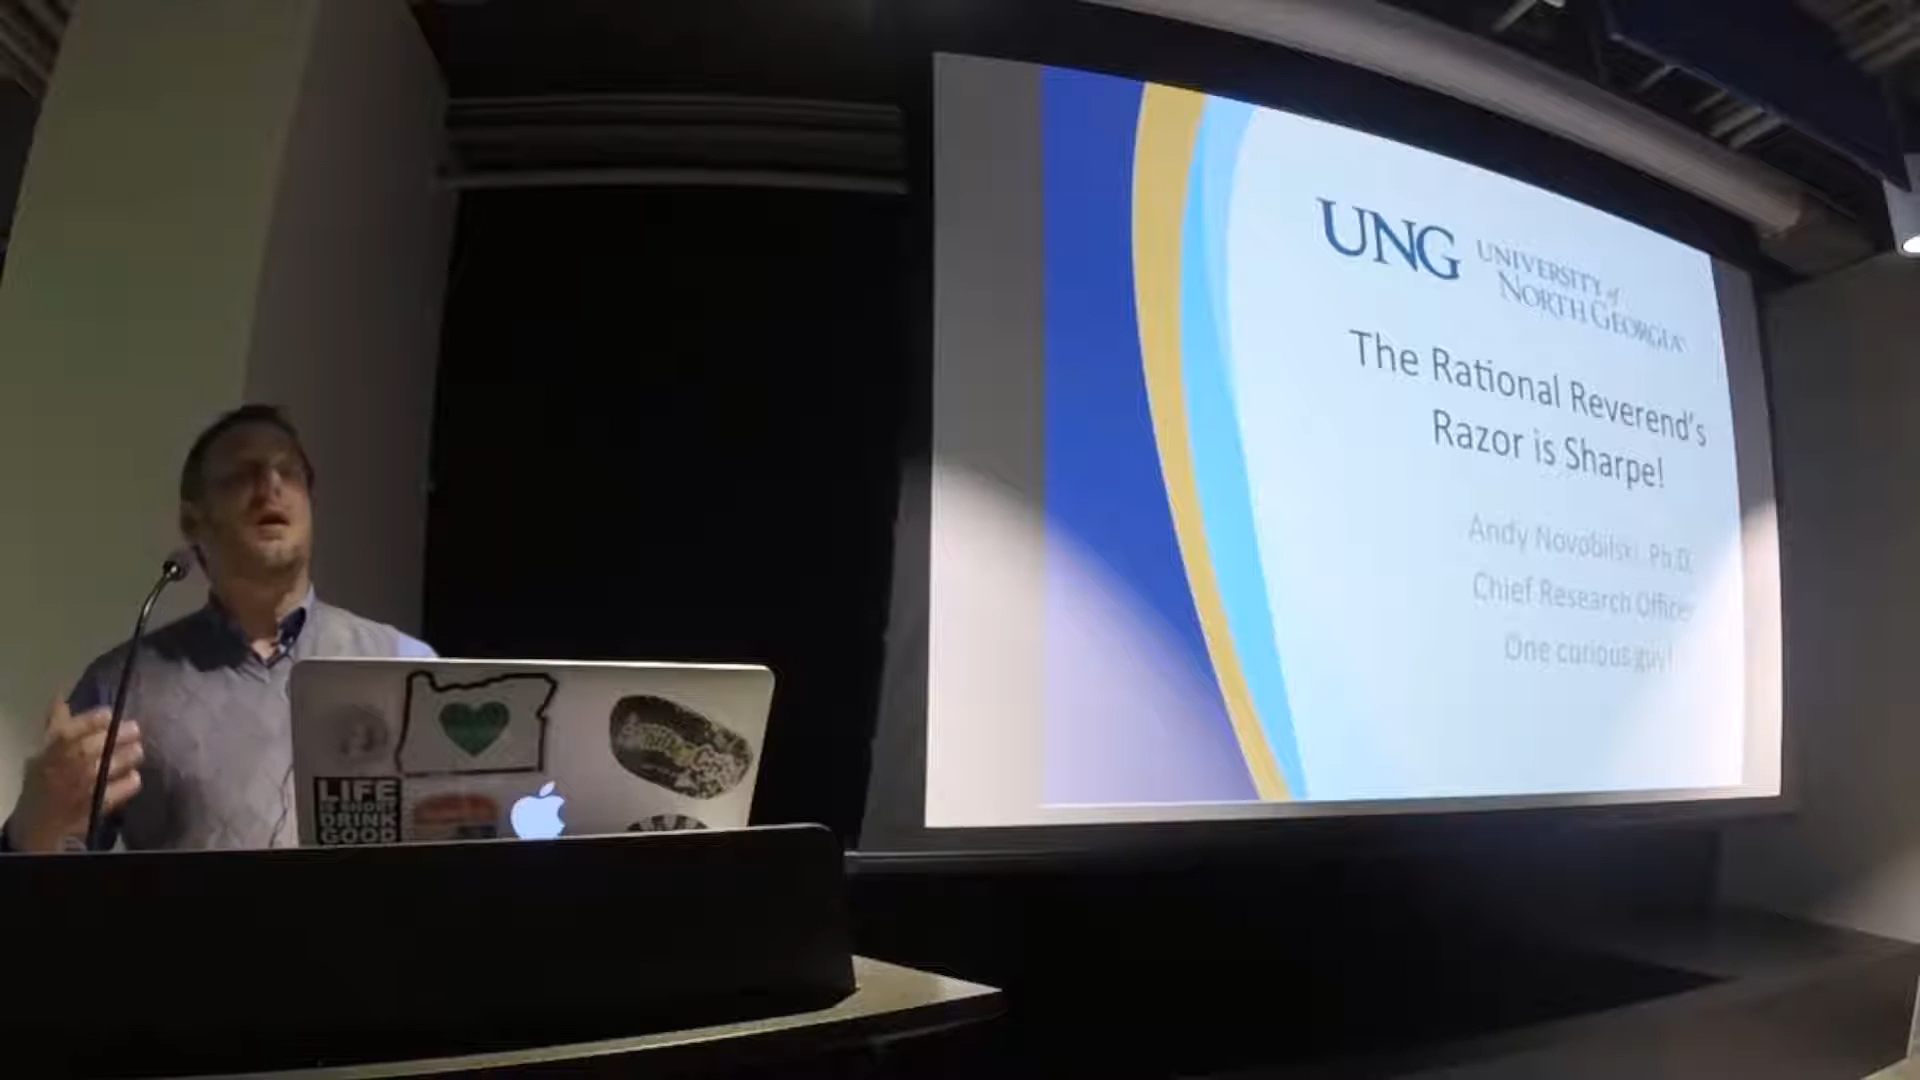 UNG
UNIVERSITY of
NORTH GEORGIA
The Rational Reverend's
Razor is Sharpe!
Andy Novobilski, Ph.D.
Chief Research Officer
One curious guy!
LIFE
IS SHORT
DRINK
GOOD